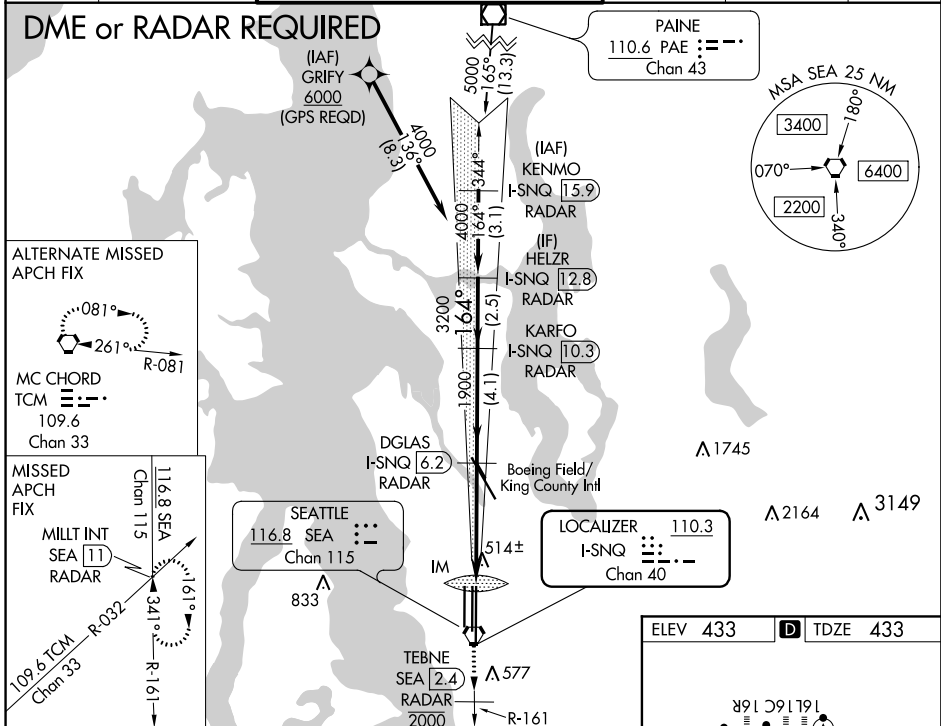 DME or RADAR REQUIRED
(IAF)
GRIFY
6000
(GPS REQD)
4000
136°
(8.3)
5000
165°
(13.3)
PAINE
110.6 PAE
Chan 43
MSA SEA 25 NM
180°
3400
070°
6400
2200
340°
344°
(IAF)
KENMO
I-SNQ 15.9
RADAR
4000
164°
(3.1)
(IF)
HELZR
I-SNQ 12.8
RADAR
3200
164°
(2.5)
KARFO
I-SNQ 10.3
RADAR
1900
(4.1)
DGLAS
I-SNQ 6.2
RADAR
Boeing Field/
King County Intl
1745
2164
3149
ALTERNATE MISSED
APCH FIX
081°
261°
R-081
MC CHORD
TCM
109.6
Chan 33
MISSED
APCH
FIX
116.8 SEA
Chan 115
MILLT INT
SEA 11
RADAR
161°
341°
R-161
109.6 TCM R-032
Chan 33
SEATTLE
116.8 SEA
Chan 115
833
IM
514±
LOCALIZER 110.3
I-SNQ
Chan 40
TEBNE
SEA 2.4
RADAR
2000
577
R-161
ELEV 433 D TDZE 433
16L 16C 16R